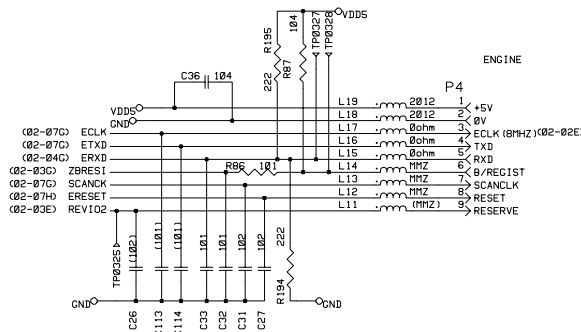 VDD5
R195
104
TP0327
TP0328
222
R87
ENGINE
P4
C36 104
VDD5
GND
L19 2012 1 +5V
L18 2012 2 0V
(02-07G) ECLK L17 0ohm 3 ECLK(8MHZ)(02-02E)
(02-07G) ETXD L16 0ohm 4 TXD
(02-04G) ERXD L15 0ohm 5 RXD
(02-03G) ZBRESI R86 101 L14 MMZ 6 B/REGIST
(02-07G) SCANCK L13 MMZ 7 SCANCLK
(02-07H) ERESET L12 MMZ 8 RESET
(02-03E) REVIO2 L11 (MMZ) 9 RESERVE
TP0325
(102)
(101)
(101)
101
101
102
102
222
R194
GND
GND
C26
C113
C114
C33
C32
C31
C27